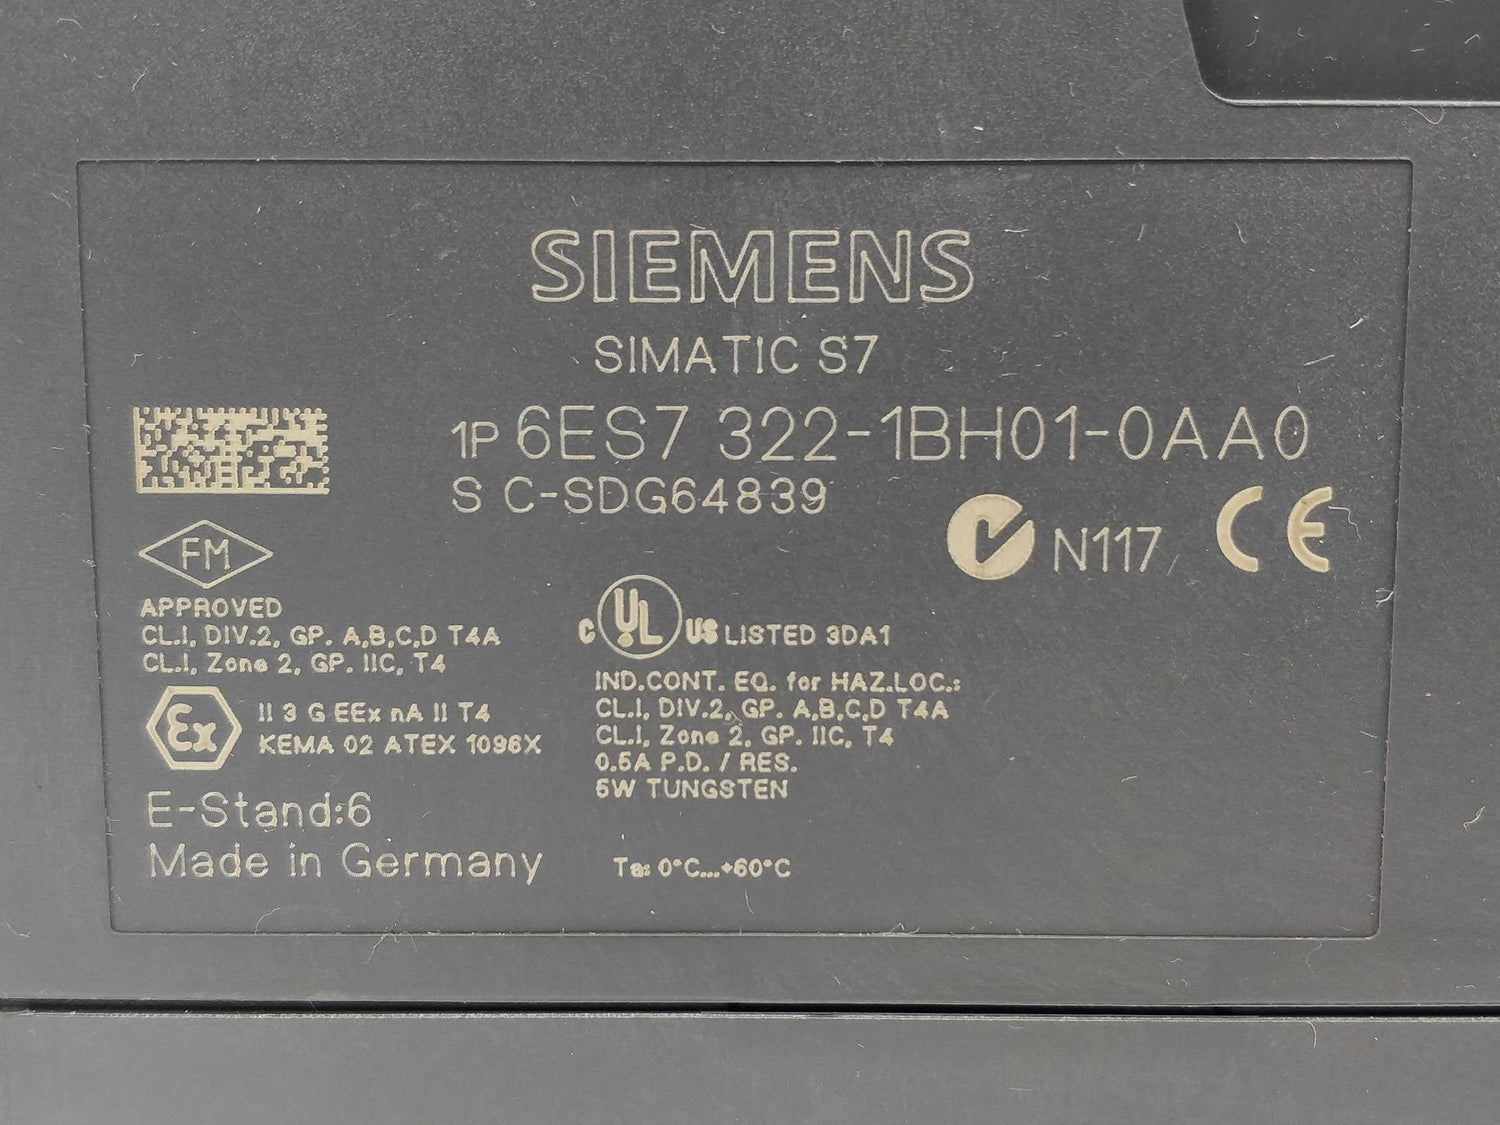 SIEMENS
SIMATIC S7
1P 6ES7 322-1BH01-0AA0
S C-SDG64839
N117 CE
FM
APPROVED
CL.I, DIV.2, GP. A,B,C,D T4A
CL.I, Zone 2, GP. IIC, T4
Ex II 3 G EEx nA II T4
KEMA 02 ATEX 1096X
E-Stand:6
Made in Germany
c UL US LISTED 3DA1
IND.CONT. EQ. for HAZ.LOC.:
CL.I, DIV.2, GP. A,B,C,D T4A
CL.I, Zone 2, GP. IIC, T4
0.5A P.D. / RES.
5W TUNGSTEN
Ta: 0°C...+60°C